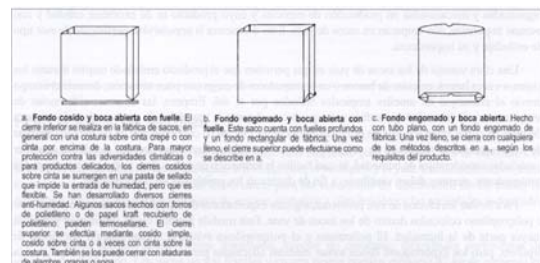 a. Fondo cosido y boca abierta con fuelle. El
cierre inferior se realiza en la fábrica de sacos, en
general con una costura sobre cinta crepé o con
cinta por encima de la costura. Para mayor
protección contra las adversidades climáticas o
para productos delicados, los cierres cosidos
sobre cinta se sumergen en una pasta de sellado
que impide la entrada de humedad, pero que es
flexible. Se han desarrollado diversos cierres
anti-humedad. Algunos sacos hechos con forros
de polietileno o de papel kraft recubierto de
polietileno pueden termosellarse. El cierre
superior se efectúa mediante cosido simple,
cosido sobre cinta o a veces con cinta sobre la
costura. También se los puede cerrar con ataduras
de alambre, grapas o soga.
b. Fondo engomado y boca abierta con
fuelle. Este saco cuenta con fuelles profundos
y un fondo rectangular de fábrica. Una vez
lleno, el cierre superior puede efectuarse como
se describe en a.
c. Fondo engomado y boca abierta. Hecho
con tubo plano, con un fondo engomado de
fábrica. Una vez lleno, se cierra con cualquiera
de los métodos descritos en a., según los
requisitos del producto.